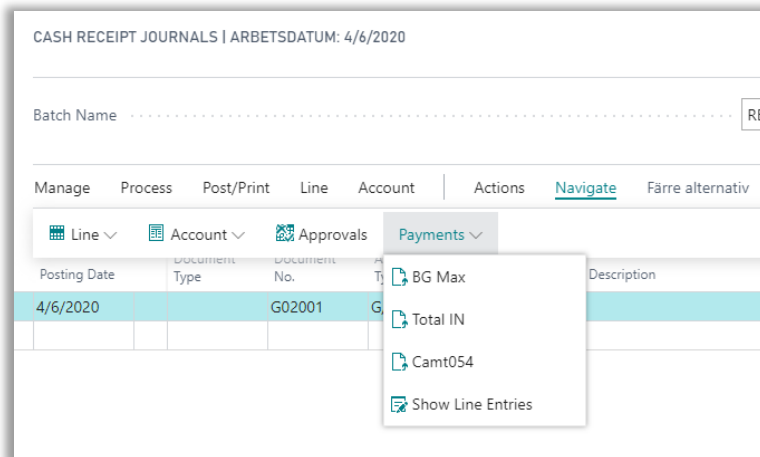 CASH RECEIPT JOURNALS | ARBETSDATUM: 4/6/2020
Batch Name
Manage Process Post/Print Line Account Actions Navigate Färre alternativ
Line Account Approvals Payments
Document Document
Posting Date Type No. Description
4/6/2020 G02001
BG Max
Total IN
Camt054
Show Line Entries